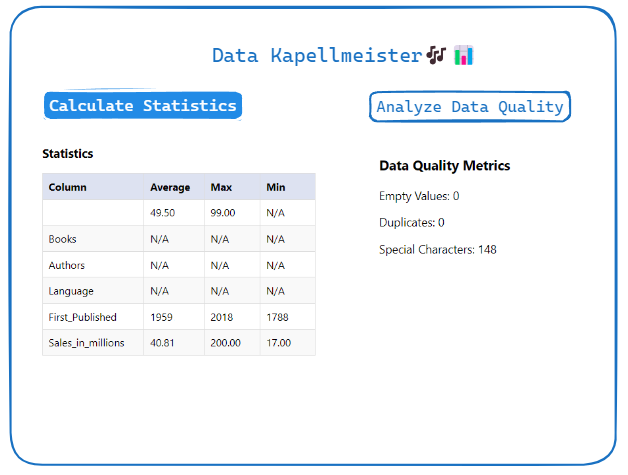 Data Kapellmeister
Calculate Statistics
Analyze Data Quality
Statistics
Column Average Max Min
49.50 99.00 N/A
Books N/A N/A N/A
Authors N/A N/A N/A
Language N/A N/A N/A
First_Published 1959 2018 1788
Sales_in_millions 40.81 200.00 17.00
Data Quality Metrics
Empty Values: 0
Duplicates: 0
Special Characters: 148